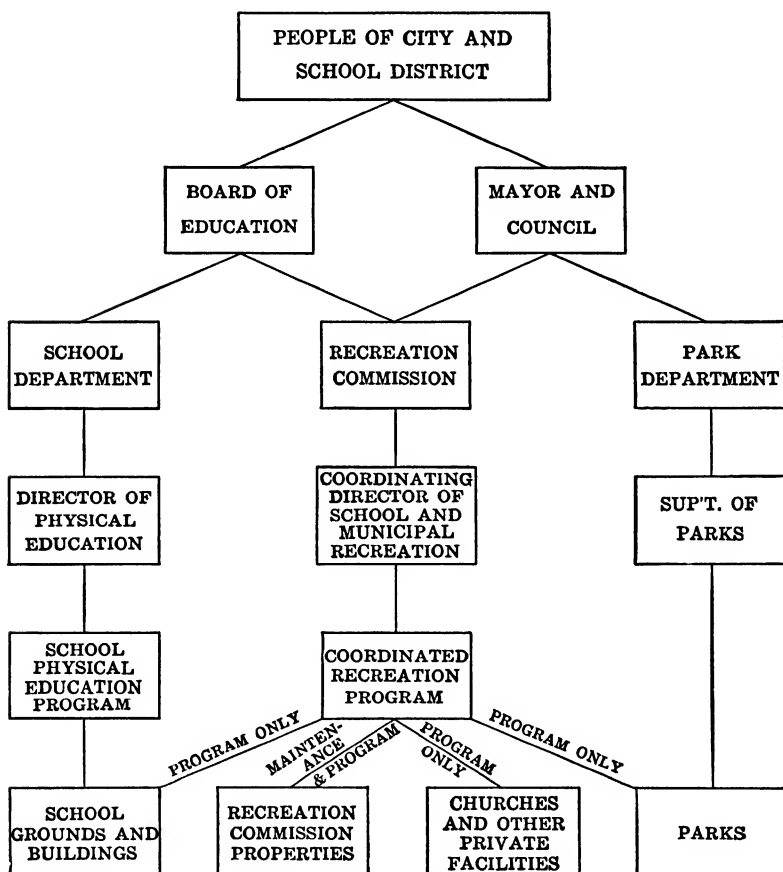 PEOPLE OF CITY AND
SCHOOL DISTRICT
BOARD OF
EDUCATION
MAYOR AND
COUNCIL
SCHOOL
DEPARTMENT
RECREATION
COMMISSION
PARK
DEPARTMENT
DIRECTOR OF
PHYSICAL
EDUCATION
COORDINATING
DIRECTOR OF
SCHOOL AND
MUNICIPAL
RECREATION
SUP'T. OF
PARKS
SCHOOL
PHYSICAL
EDUCATION
PROGRAM
COORDINATED
RECREATION
PROGRAM
PROGRAM ONLY
MAINTEN-
ANCE
& PROGRAM
PROGRAM
ONLY
PROGRAM ONLY
SCHOOL
GROUNDS AND
BUILDINGS
RECREATION
COMMISSION
PROPERTIES
CHURCHES
AND OTHER
PRIVATE
FACILITIES
PARKS